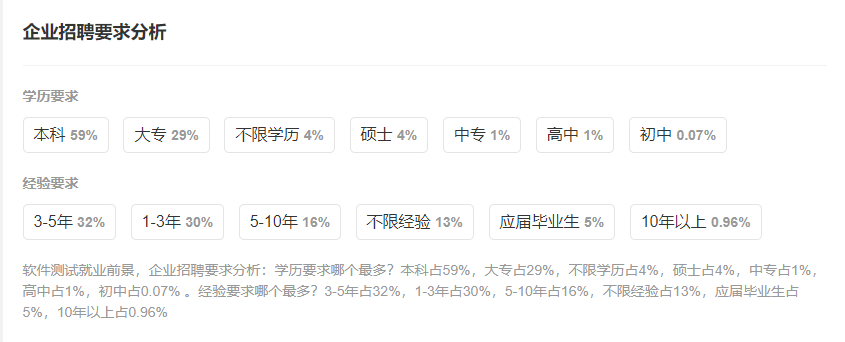 企业招聘要求分析
学历要求
本科 59% 大专 29% 不限学历 4% 硕士 4% 中专 1% 高中 1% 初中 0.07%
经验要求
3-5年 32% 1-3年 30% 5-10年 16% 不限经验 13% 应届毕业生 5% 10年以上 0.96%
软件测试就业前景，企业招聘要求分析：学历要求哪个最多？本科占59%，大专占29%，不限学历占4%，硕士占4%，中专占1%，
高中占1%，初中占0.07% 。经验要求哪个最多？3-5年占32%，1-3年占30%，5-10年占16%，不限经验占13%，应届毕业生占
5%，10年以上占0.96%